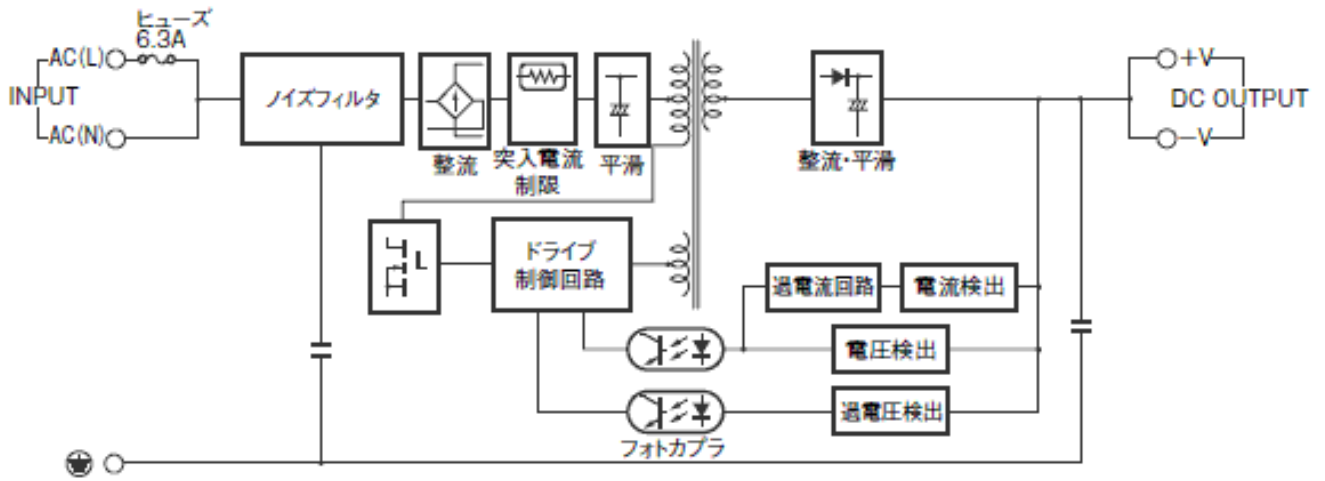 ヒューズ
6.3A
AC(L)
INPUT
AC(N)
ノイズフィルタ
整流
突入電流
制限
平滑
整流・平滑
+V
DC OUTPUT
−V
L
ドライブ
制御回路
過電流回路
電流検出
電圧検出
過電圧検出
フォトカプラ